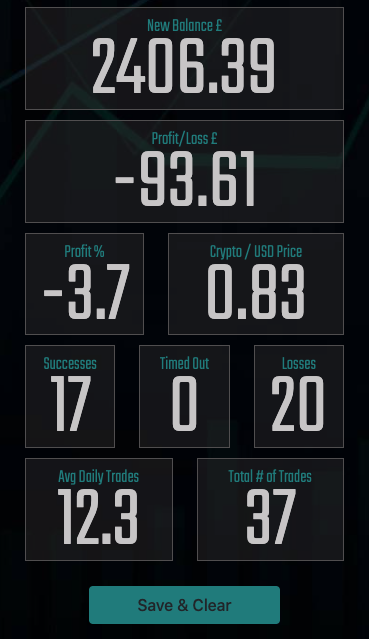 New Balance £
2406.39
Profit/Loss £
-93.61
Profit %
-3.7
Crypto / USD Price
0.83
Successes
17
Timed Out
0
Losses
20
Avg Daily Trades
12.3
Total # of Trades
37
Save & Clear